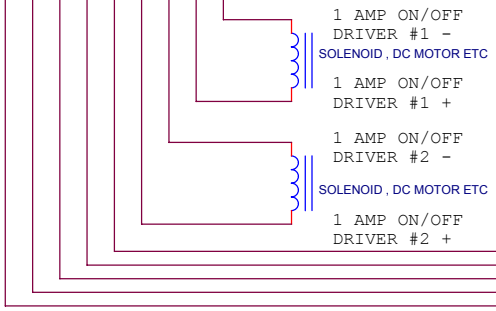 1 AMP ON/OFF
DRIVER #1 -
SOLENOID , DC MOTOR ETC
1 AMP ON/OFF
DRIVER #1 +
1 AMP ON/OFF
DRIVER #2 -
SOLENOID , DC MOTOR ETC
1 AMP ON/OFF
DRIVER #2 +